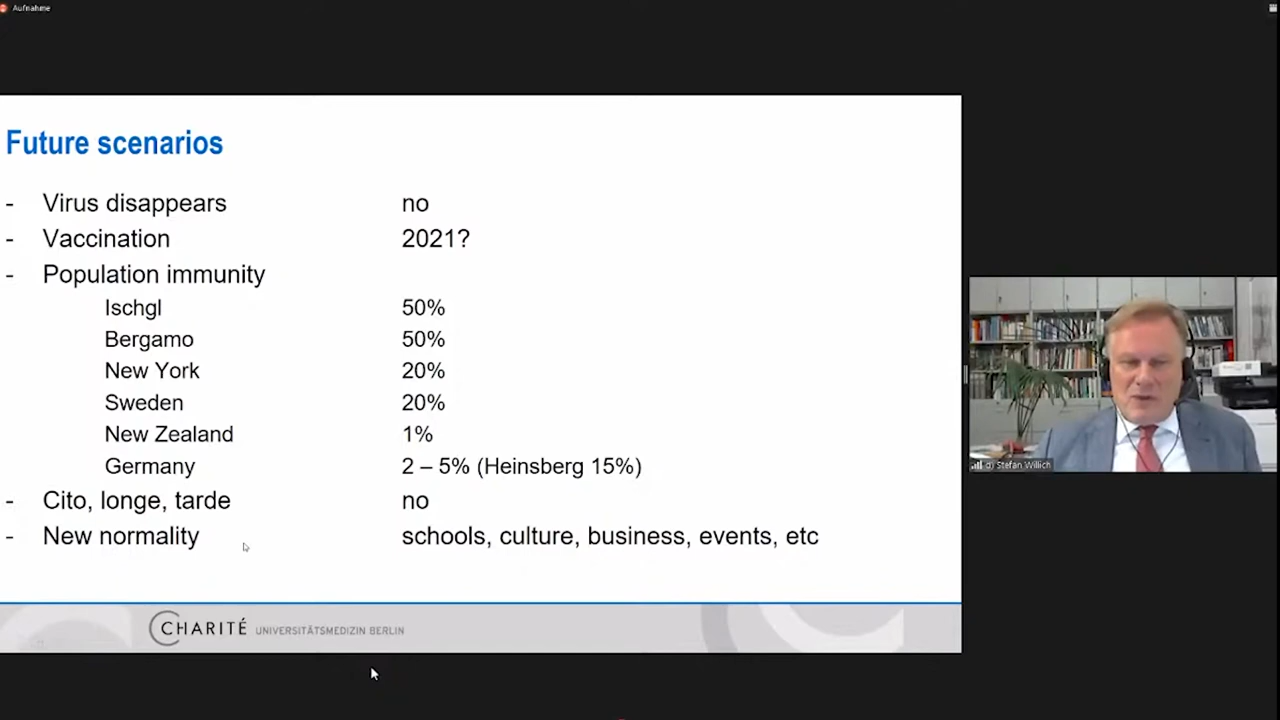 Aufnahme
Future scenarios
- Virus disappears no
- Vaccination 2021?
- Population immunity
Ischgl 50%
Bergamo 50%
New York 20%
Sweden 20%
New Zealand 1%
Germany 2 – 5% (Heinsberg 15%)
- Cito, longe, tarde no
- New normality schools, culture, business, events, etc
CHARITÉ UNIVERSITÄTSMEDIZIN BERLIN
Stefan Willich